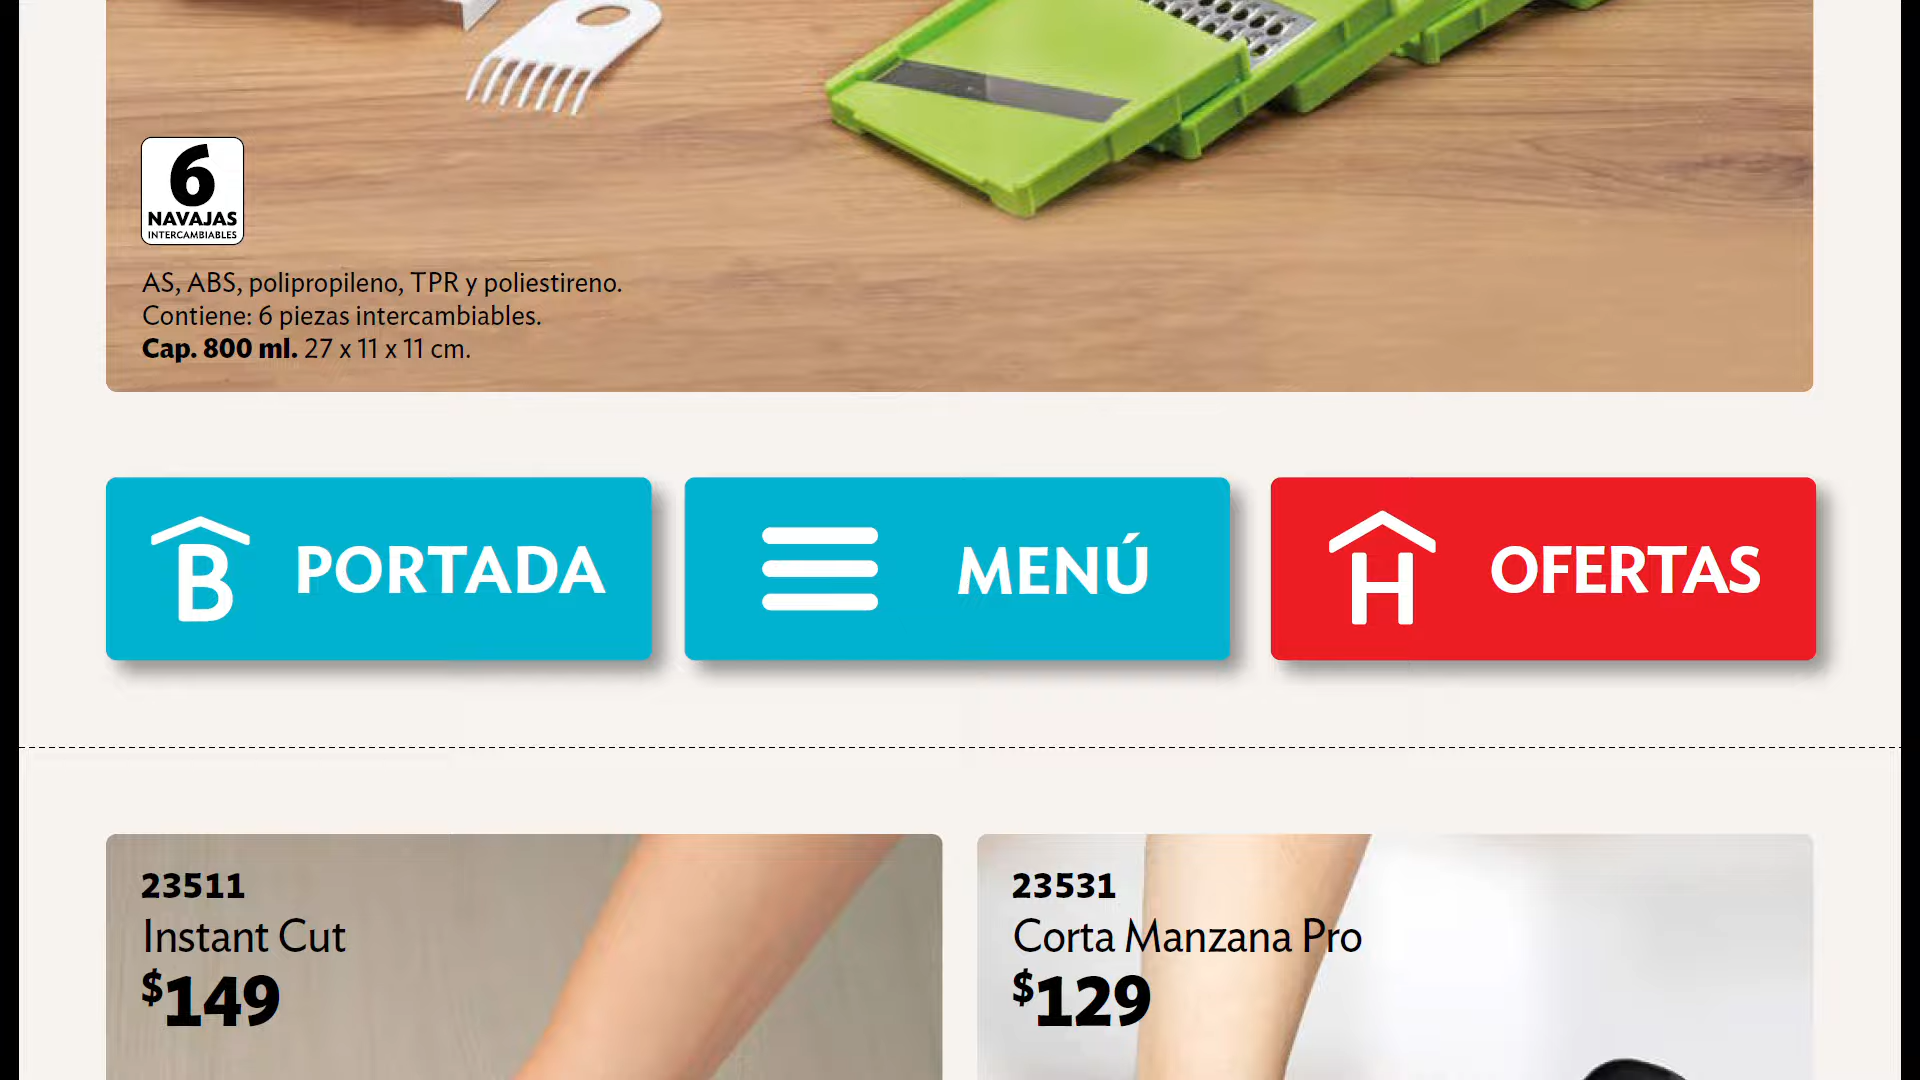 6
NAVAJAS
INTERCAMBIABLES
AS, ABS, polipropileno, TPR y poliestireno.
Contiene: 6 piezas intercambiables.
Cap. 800 ml. 27 x 11 x 11 cm.
B PORTADA
MENÚ
H OFERTAS
23511
Instant Cut
$149
23531
Corta Manzana Pro
$129